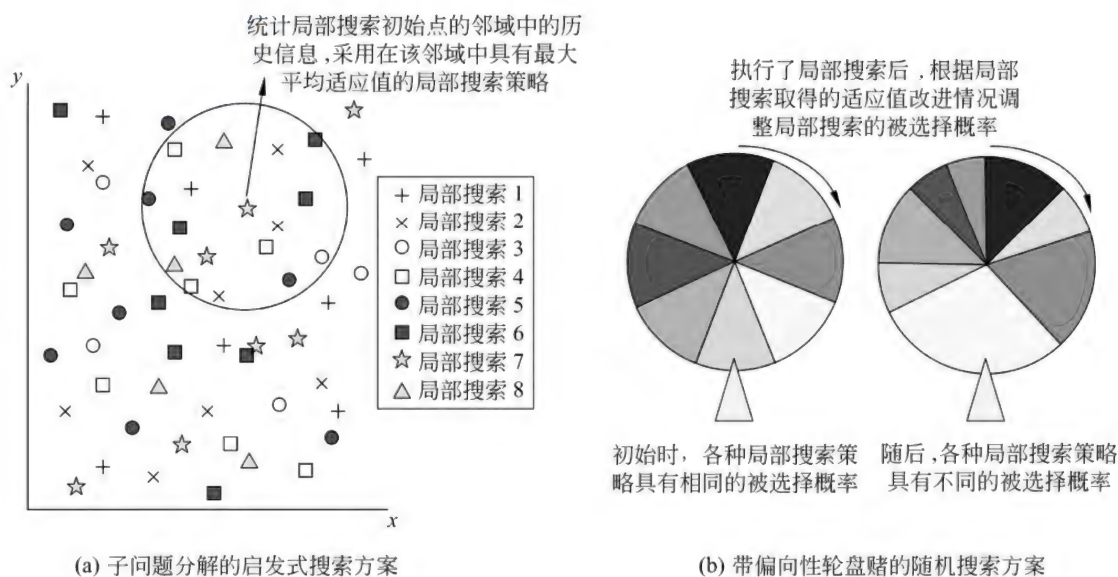 统计局部搜索初始点的邻域中的历
史信息,采用在该邻域中具有最大
平均适应值的局部搜索策略
y
+ 局部搜索 1
× 局部搜索 2
○ 局部搜索 3
□ 局部搜索 4
● 局部搜索 5
■ 局部搜索 6
☆ 局部搜索 7
△ 局部搜索 8
x
(a) 子问题分解的启发式搜索方案
执行了局部搜索后,根据局部
搜索取得的适应值改进情况调
整局部搜索的被选择概率
初始时,各种局部搜索策
略具有相同的被选择概率
随后,各种局部搜索策略
具有不同的被选择概率
(b) 带偏向性轮盘赌的随机搜索方案